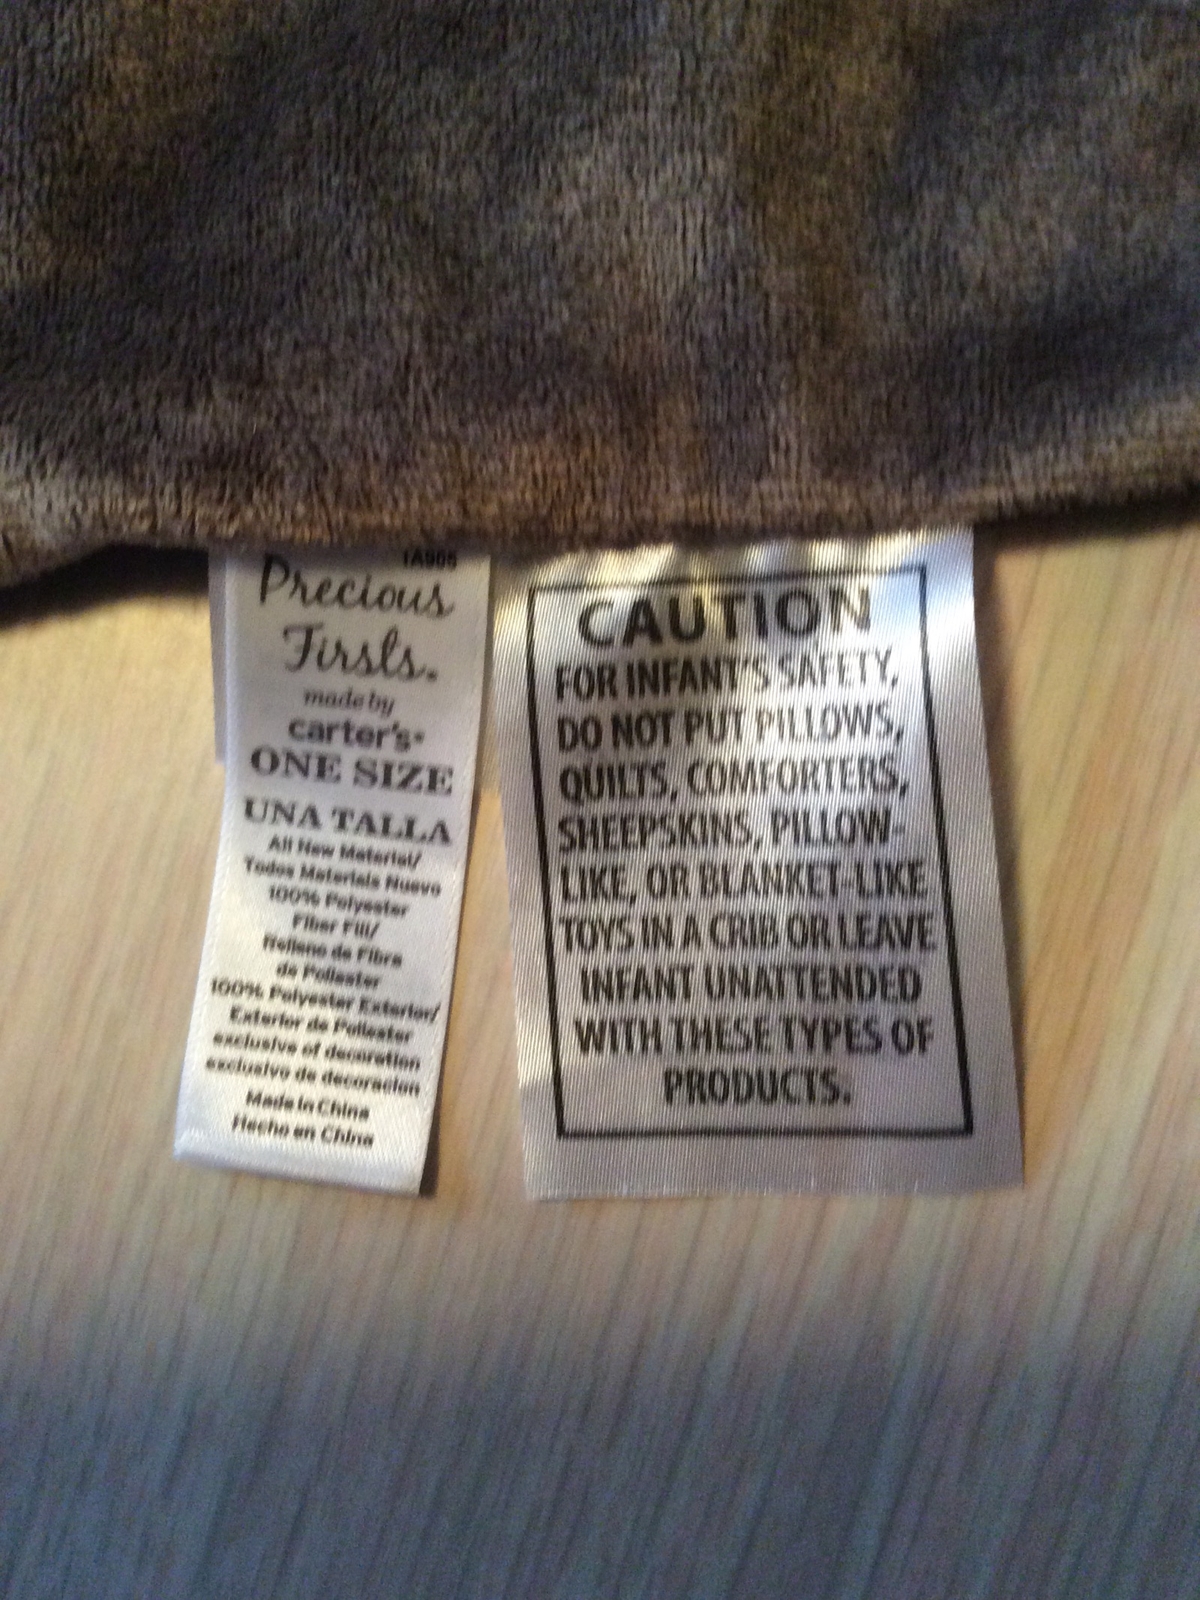 1A905
Precious
Firsts.
made by
carter's
ONE SIZE
UNA TALLA
All New Material/
Todos Materials Nuevo
100% Polyester
Fiber Fill/
Relleno de Fibra
de Poliester
100% Polyester Exterior/
Exterior de Poliester
exclusive of decoration
exclusivo de decoracion
Made in China
Hecho en China
CAUTION
FOR INFANT'S SAFETY,
DO NOT PUT PILLOWS,
QUILTS, COMFORTERS,
SHEEPSKINS, PILLOW-
LIKE, OR BLANKET-LIKE
TOYS IN A CRIB OR LEAVE
INFANT UNATTENDED
WITH THESE TYPES OF
PRODUCTS.